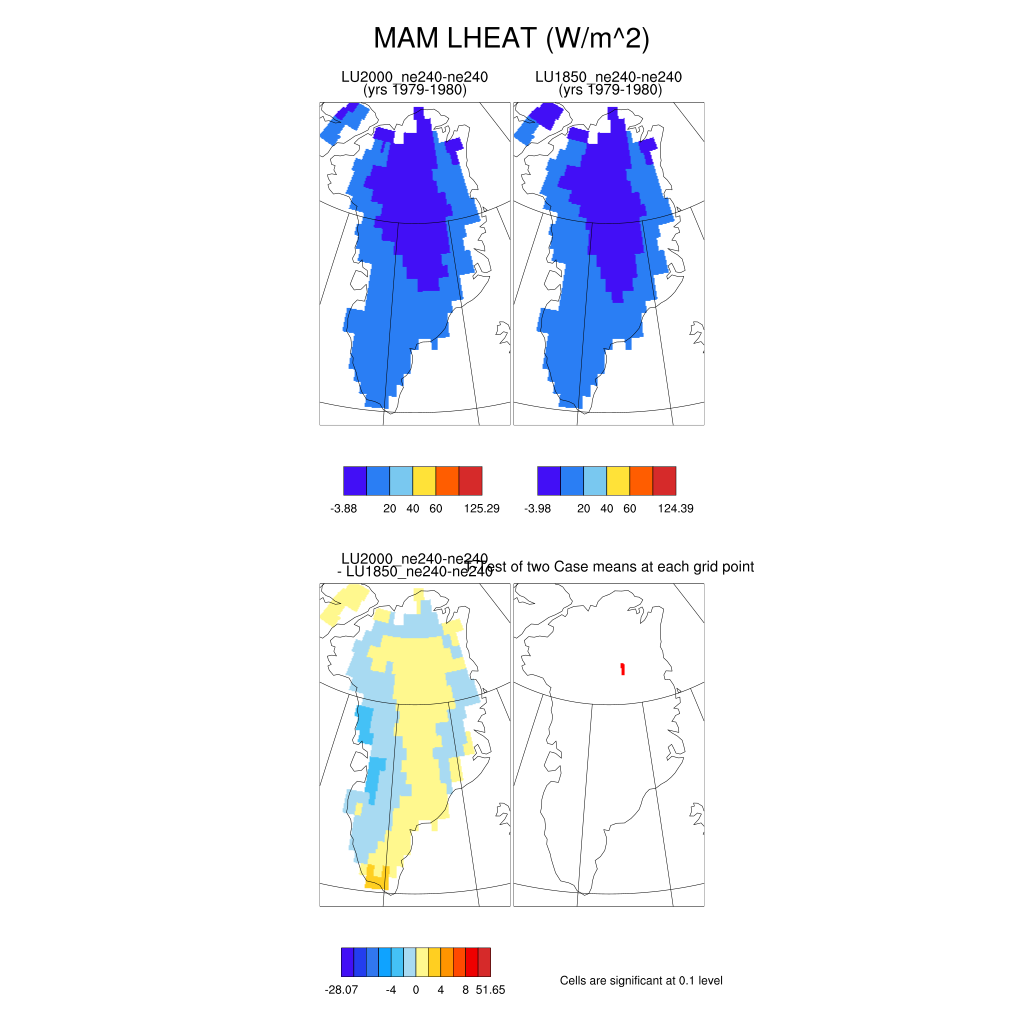 MAM LHEAT (W/m^2)
LU2000_ne240-ne240
(yrs 1979-1980)
LU1850_ne240-ne240
(yrs 1979-1980)
-3.88 20 40 60 125.29
-3.98 20 40 60 124.39
LU2000_ne240-ne240
- LU1850_ne240-ne240
T-Test of two Case means at each grid point
-28.07 -4 0 4 8 51.65
Cells are significant at 0.1 level